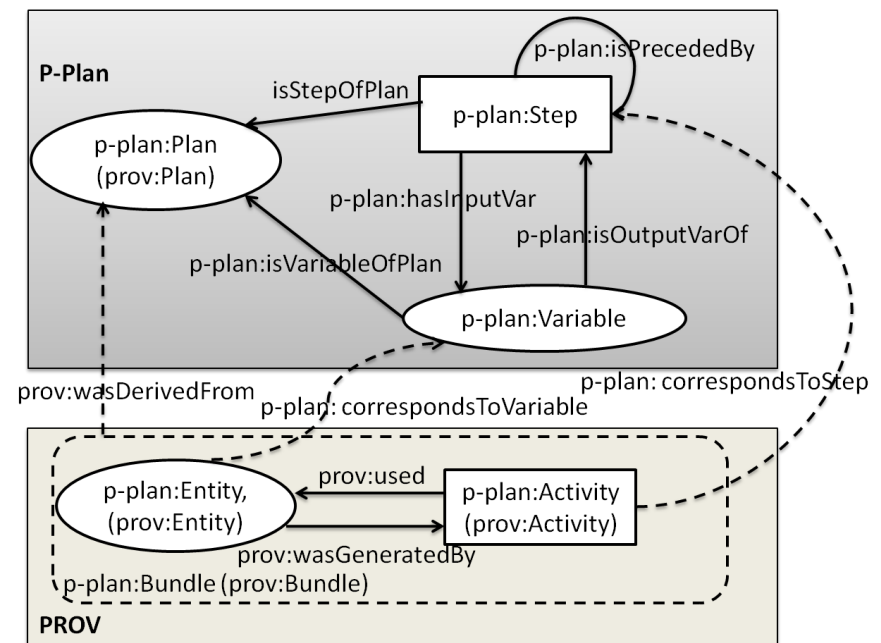 p-plan:isPrecededBy
P-Plan
isStepOfPlan
p-plan:Step
p-plan:Plan
(prov:Plan)
p-plan:hasInputVar
p-plan:isOutputVarOf
p-plan:isVariableOfPlan
p-plan:Variable
prov:wasDerivedFrom
p-plan: correspondsToStep
p-plan: correspondsToVariable
p-plan:Entity,
(prov:Entity)
prov:used
p-plan:Activity
(prov:Activity)
prov:wasGeneratedBy
p-plan:Bundle (prov:Bundle)
PROV